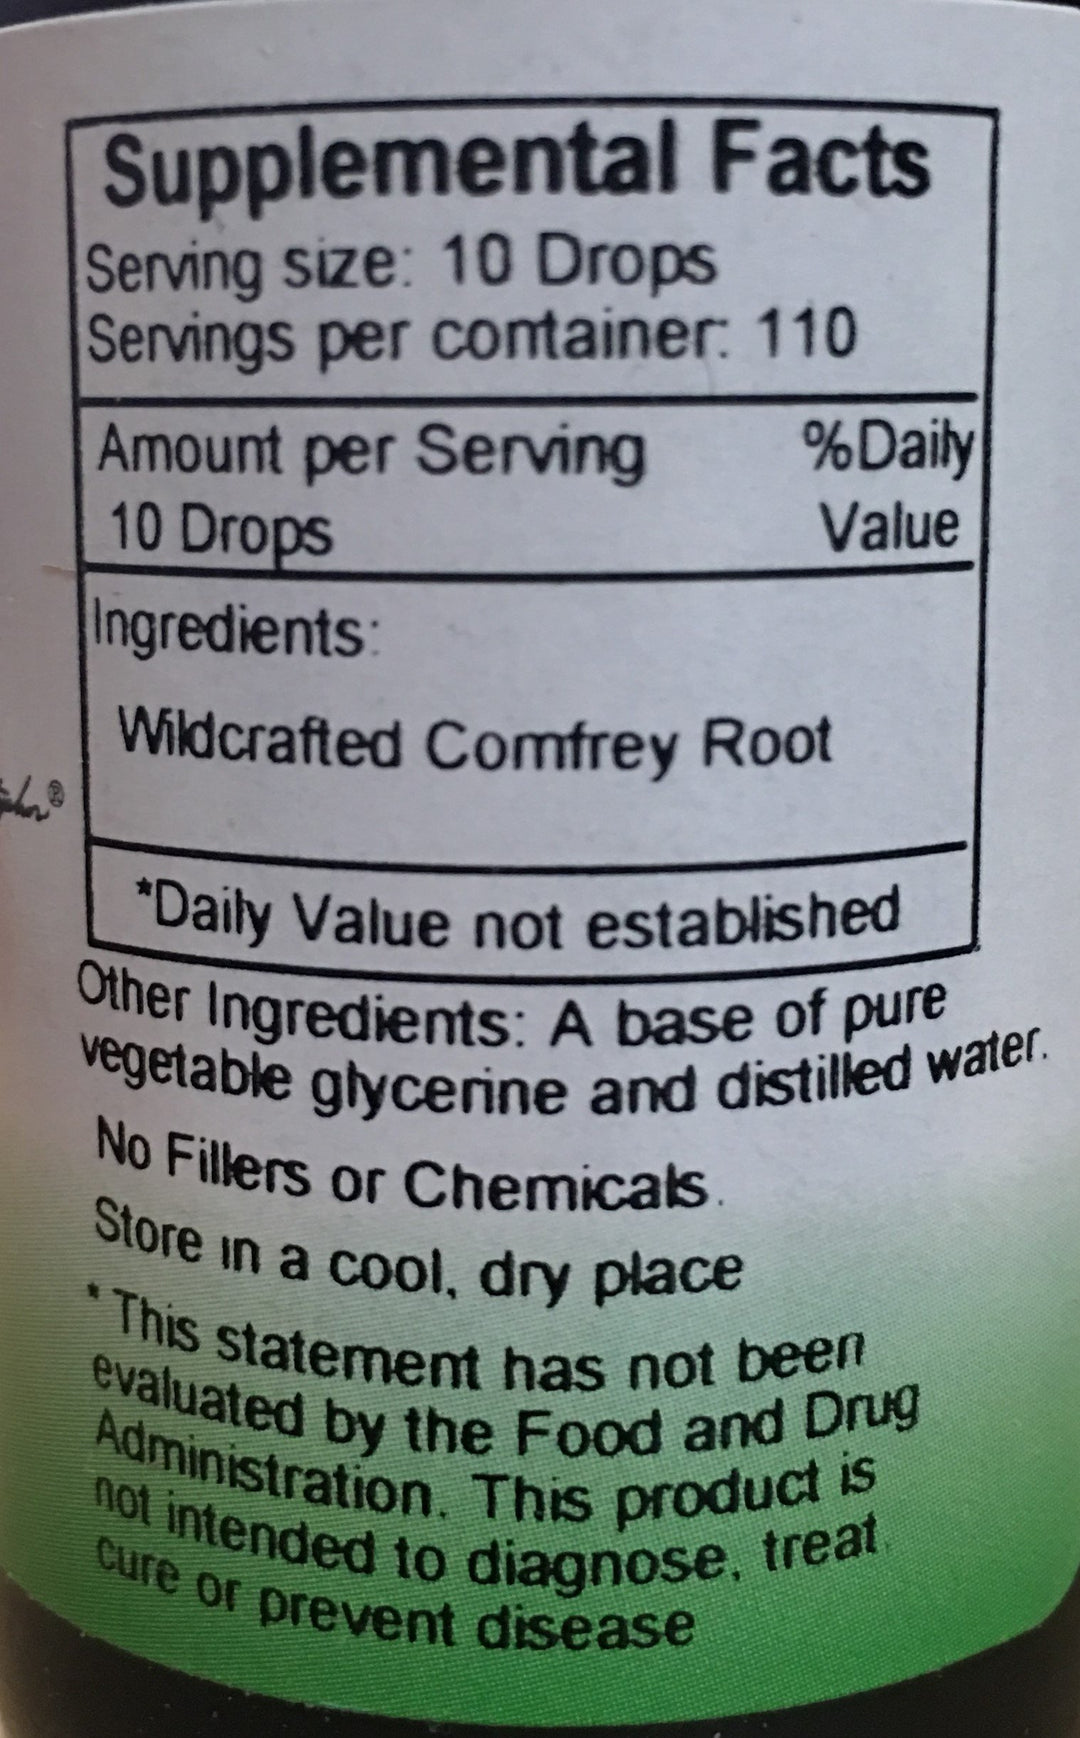 Supplemental Facts
Serving size: 10 Drops
Servings per container: 110
Amount per Serving %Daily
10 Drops Value
Ingredients:
Wildcrafted Comfrey Root
*Daily Value not established
Other Ingredients: A base of pure
vegetable glycerine and distilled water.
No Fillers or Chemicals.
Store in a cool, dry place
* This statement has not been
evaluated by the Food and Drug
Administration. This product is
not intended to diagnose, treat
cure or prevent disease